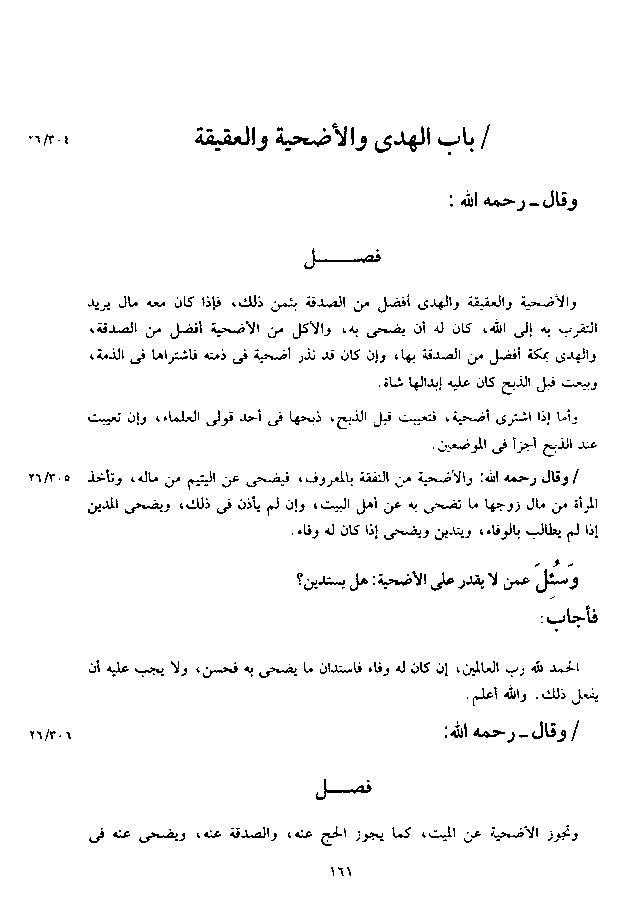 / باب الهدى والأضحية والعقيقة ٢٦/٣٠٤
وقال ـ رحمه الله :
فصــــــل
والأضحية والعقيقة والهدى أفضل من الصدقة بثمن ذلك، فإذا كان معه مال يريد
التقرب به إلى الله، كان له أن يضحى به، والأكل من الأضحية أفضل من الصدقة،
والهدى بمكة أفضل من الصدقة بها، وإن كان قد نذر أضحية فى ذمته فاشتراها فى الذمة،
وبيعت قبل الذبح كان عليه إبدالها شاة.
وأما إذا اشترى أضحية، فتعيبت قبل الذبح، ذبحها فى أحد قولى العلماء، وإن تعيبت
عند الذبح أجزأ فى الموضعين.
/ وقال رحمه الله: والأضحية من النفقة بالمعروف، فيضحى عن اليتيم من ماله، وتأخذ ٢٦/٣٠٥
المرأة من مال زوجها ما تضحى به عن أهل البيت، وإن لم يأذن فى ذلك، ويضحى المدين
إذا لم يطالب بالوفاء، ويتدين ويضحى إذا كان له وفاء.
وَسُئِلَ عمن لا يقدر على الأضحية: هل يستدين؟
فأجاب:
الحمد لله رب العالمين، إن كان له وفاء فاستدان ما يضحى به فحسن، ولا يجب عليه أن
يفعل ذلك. والله أعلم.
/ وقال ـ رحمه الله: ٢٦/٣٠٦
فصــــل
وتجوز الأضحية عن الميت، كما يجوز الحج عنه، والصدقة عنه، ويضحى عنه فى
١٦١